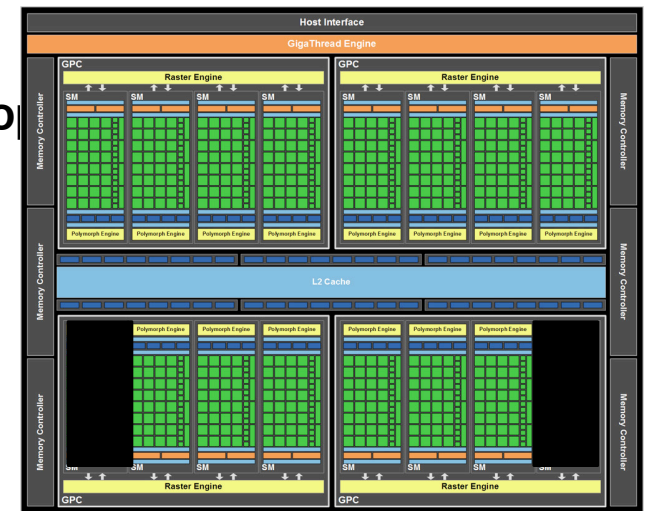 Host Interface
GigaThread Engine
GPC GPC
Raster Engine Raster Engine
SM SM SM SM SM SM SM SM
Memory Controller Memory Controller
Polymorph Engine Polymorph Engine Polymorph Engine Polymorph Engine Polymorph Engine Polymorph Engine Polymorph Engine Polymorph Engine
Memory Controller Memory Controller
L2 Cache
Polymorph Engine Polymorph Engine Polymorph Engine Polymorph Engine Polymorph Engine Polymorph Engine
Memory Controller Memory Controller
SM SM SM SM SM SM SM SM
Raster Engine Raster Engine
GPC GPC